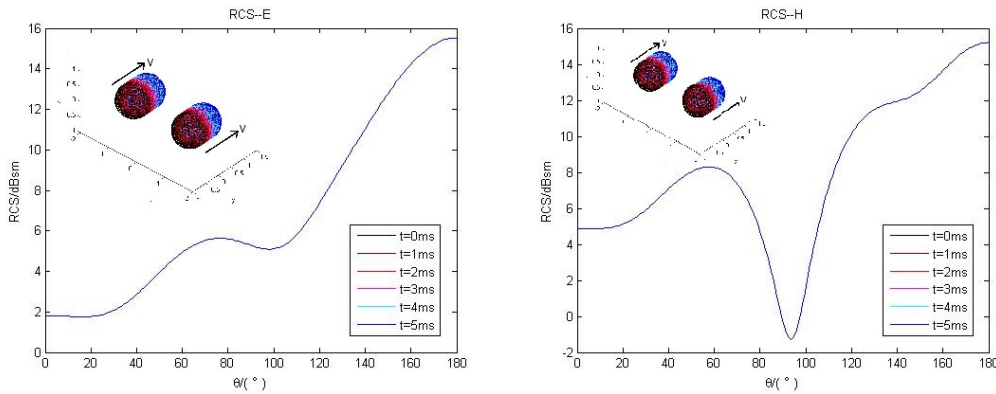 RCS--E
16
14
12
10
8
6
4
2
0
RCS/dBsm
V
V
t=0ms
t=1ms
t=2ms
t=3ms
t=4ms
t=5ms
0 20 40 60 80 100 120 140 160 180
θ/( ° )
RCS--H
16
14
12
10
8
6
4
2
0
-2
RCS/dBsm
V
V
t=0ms
t=1ms
t=2ms
t=3ms
t=4ms
t=5ms
0 20 40 60 80 100 120 140 160 180
θ/( ° )